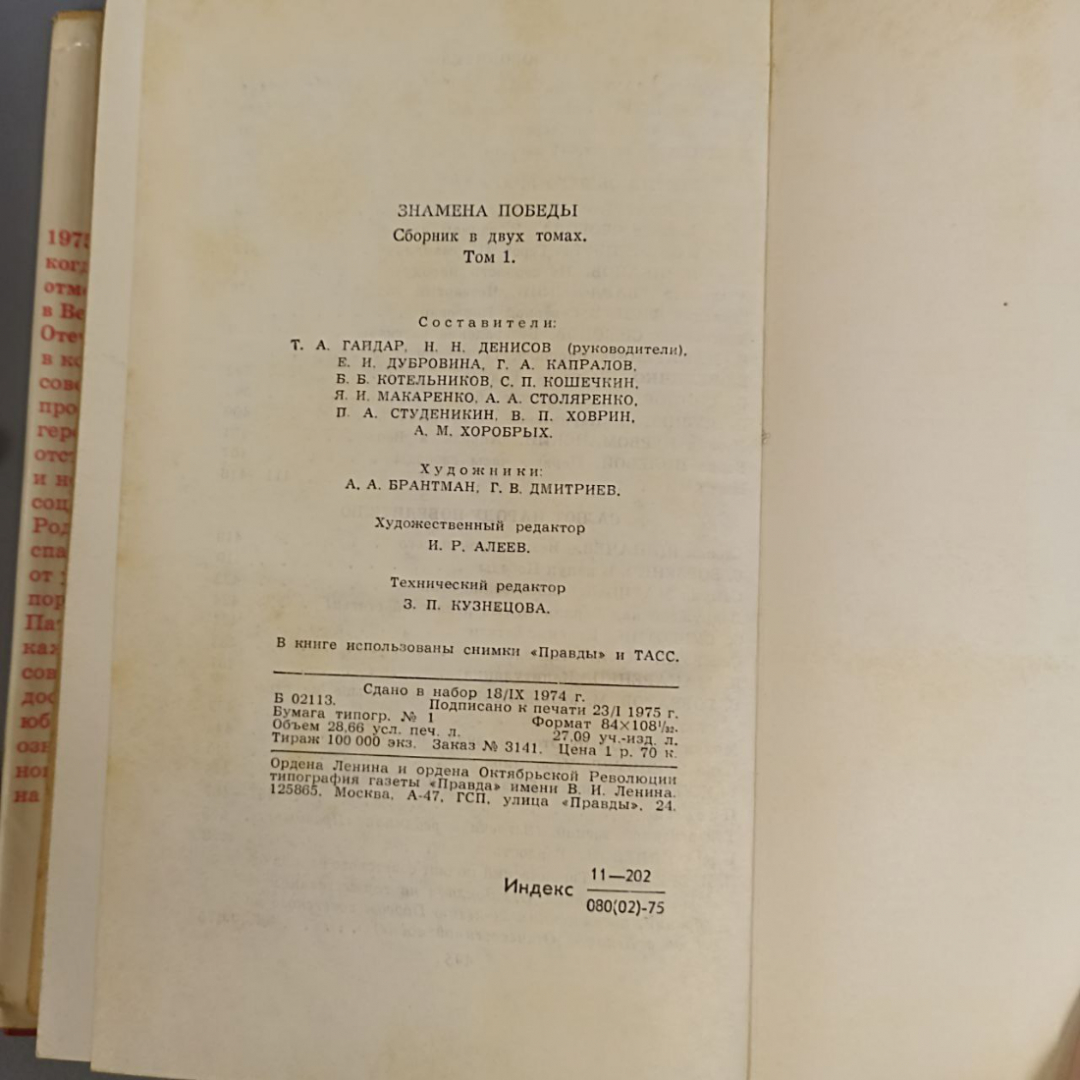 ЗНАМЕНА ПОБЕДЫ
Сборник в двух томах.
Том 1.
Составители:
Т. А. ГАЙДАР, Н. Н. ДЕНИСОВ (руководители),
Е. И. ДУБРОВИНА, Г. А. КАПРАЛОВ,
Б. Б. КОТЕЛЬНИКОВ, С. П. КОШЕЧКИН,
Я. И. МАКАРЕНКО, А. А. СТОЛЯРЕНКО,
П. А. СТУДЕНИКИН, В. П. ХОВРИН,
А. М. ХОРОБРЫХ.
Художники:
А. А. БРАНТМАН, Г. В. ДМИТРИЕВ.
Художественный редактор
И. Р. АЛЕЕВ.
Технический редактор
З. П. КУЗНЕЦОВА.
В книге использованы снимки «Правды» и ТАСС.
Сдано в набор 18/IX 1974 г.
Б 02113. Подписано к печати 23/I 1975 г.
Бумага типогр. № 1 Формат 84×108¹/₃₂.
Объем 28,66 усл. печ. л. 27,09 уч.-изд. л.
Тираж 100 000 экз. Заказ № 3141. Цена 1 р. 70 к.
Ордена Ленина и ордена Октябрьской Революции
типография газеты «Правда» имени В. И. Ленина.
125865, Москва, А-47, ГСП, улица «Правды», 24.
Индекс 11—202
080(02)-75